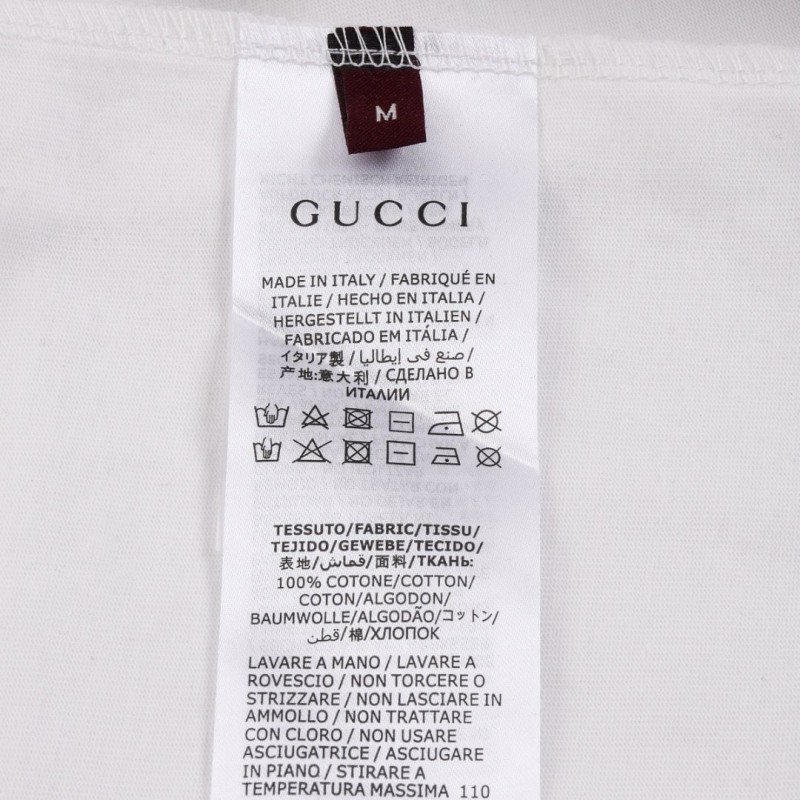 M
GUCCI
MADE IN ITALY / FABRIQUÉ EN
ITALIE / HECHO EN ITALIA /
HERGESTELLT IN ITALIEN /
FABRICADO EM ITÁLIA /
イタリア製 / صنع في إيطاليا /
产地:意大利 / СДЕЛАНО В
ИТАЛИИ
TESSUTO/FABRIC/TISSU/
TEJIDO/GEWEBE/TECIDO/
表地/قماش/面料/ТКАНЬ:
100% COTONE/COTTON/
COTON/ALGODON/
BAUMWOLLE/ALGODÃO/コットン/
قطن/棉/ХЛОПОК
LAVARE A MANO / LAVARE A
ROVESCIO / NON TORCERE O
STRIZZARE / NON LASCIARE IN
AMMOLLO / NON TRATTARE
CON CLORO / NON USARE
ASCIUGATRICE / ASCIUGARE
IN PIANO / STIRARE A
TEMPERATURA MASSIMA 110